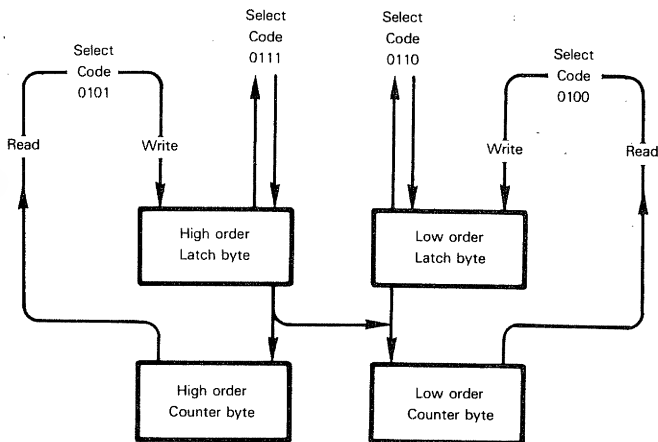 Select
Code
0111
Select
Code
0110
Select
Code
0101
Select
Code
0100
Read
Write
Write
Read
High order
Latch byte
Low order
Latch byte
High order
Counter byte
Low order
Counter byte